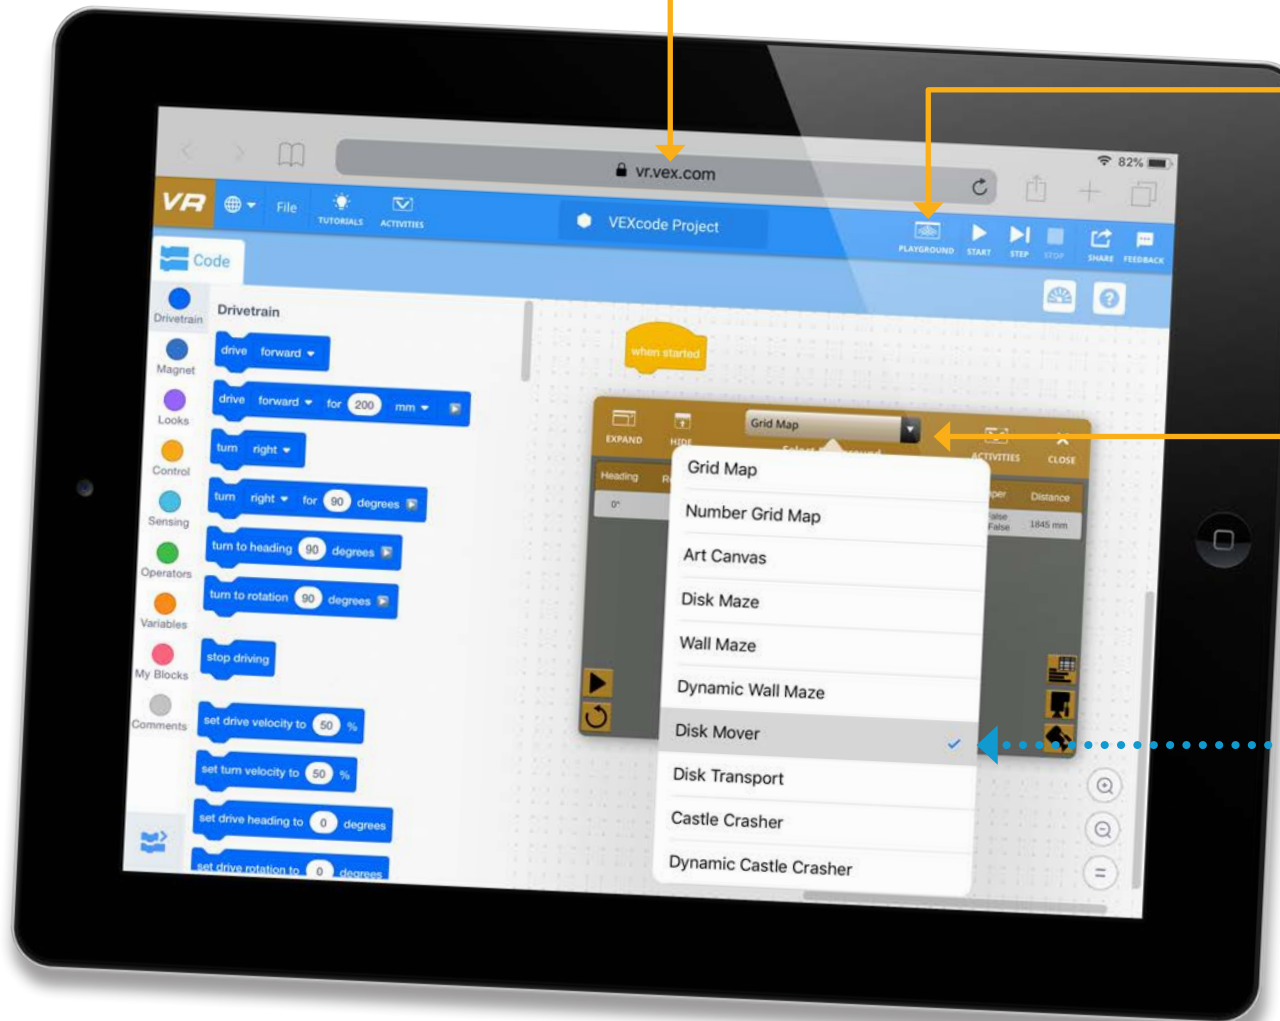 82%
vr.vex.com
VR
File
TUTORIALS
ACTIVITIES
VEXcode Project
PLAYGROUND
START
STEP
STOP
SHARE
FEEDBACK
Code
Drivetrain
Magnet
Looks
Control
Sensing
Operators
Variables
My Blocks
Comments
Drivetrain
drive forward
drive forward for 200 mm
turn right
turn right for 90 degrees
turn to heading 90 degrees
turn to rotation 90 degrees
stop driving
set drive velocity to 50 %
set turn velocity to 50 %
set drive heading to 0 degrees
set drive rotation to 0 degrees
when started
EXPAND
HIDE
Grid Map
ACTIVITIES
CLOSE
Heading
Distance
0°
False
False
1845 mm
Grid Map
Number Grid Map
Art Canvas
Disk Maze
Wall Maze
Dynamic Wall Maze
Disk Mover
Disk Transport
Castle Crasher
Dynamic Castle Crasher